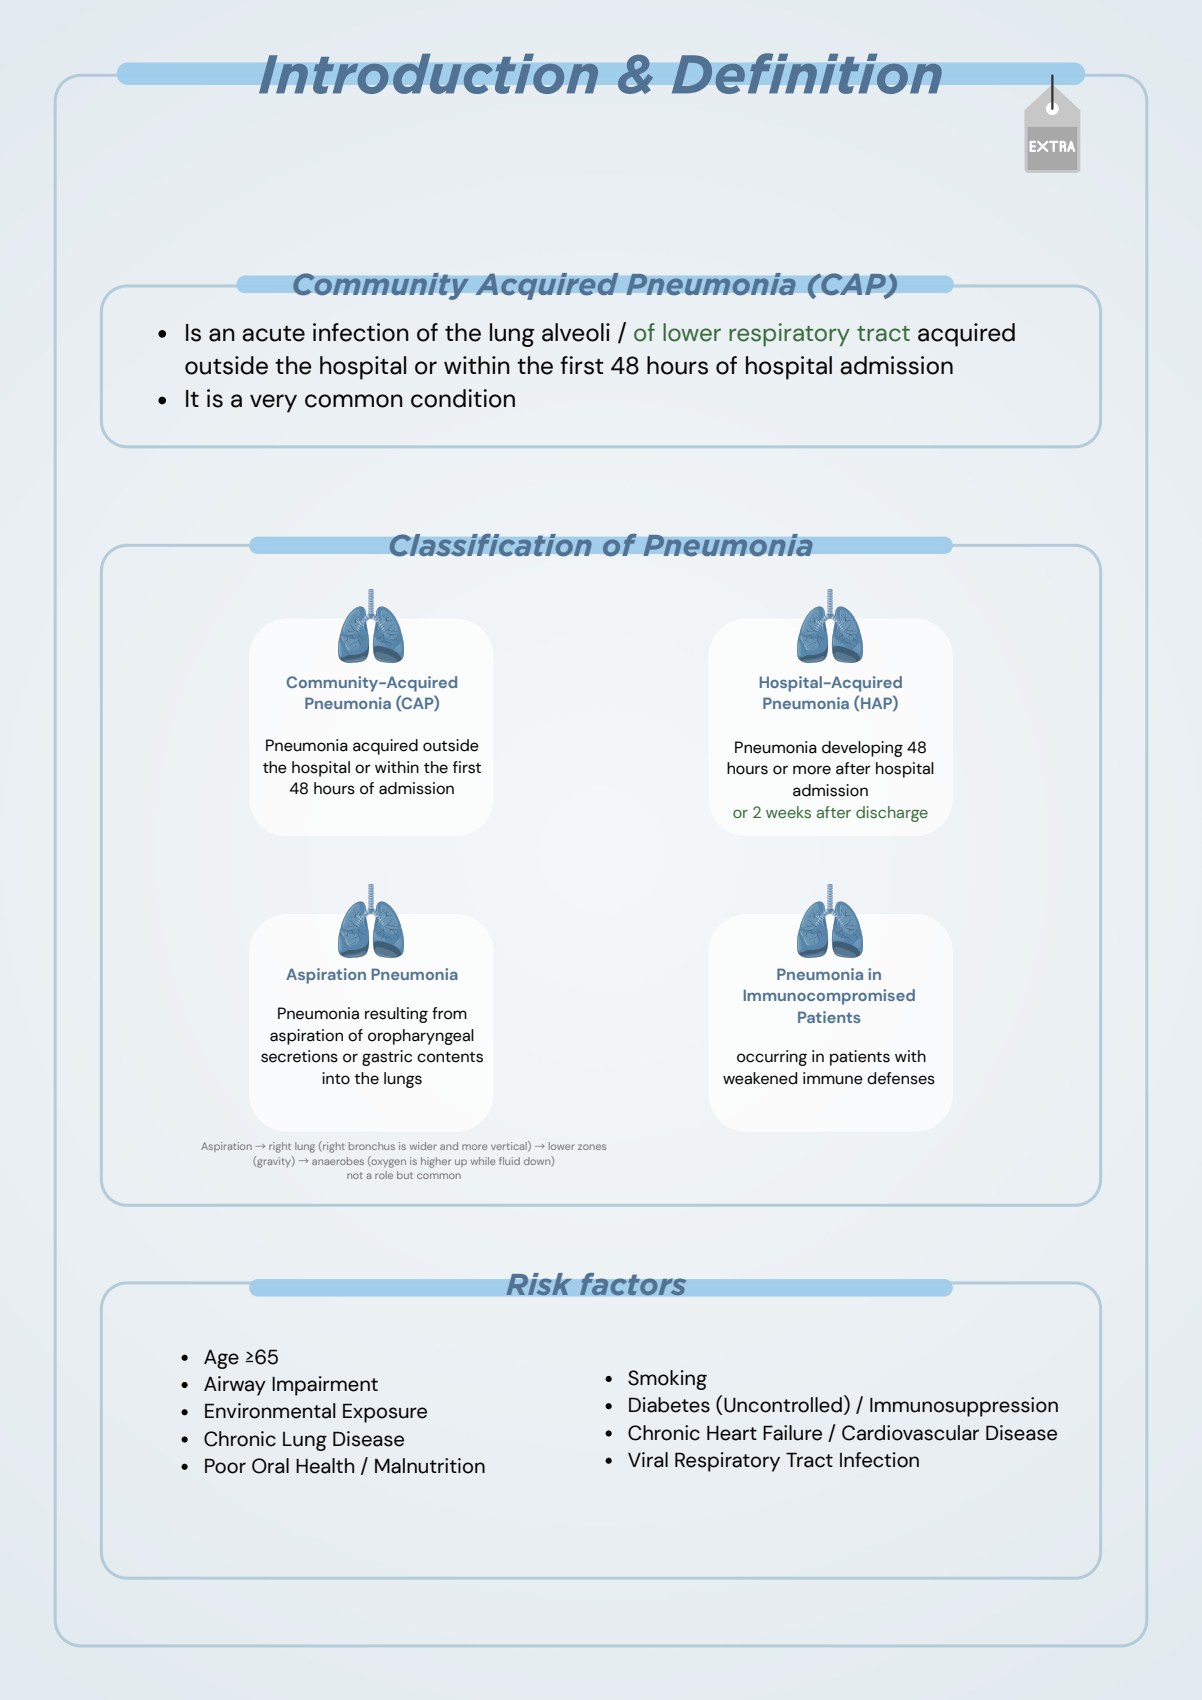 Introduction & Definition
EXTRA
Community Acquired Pneumonia (CAP)
• Is an acute infection of the lung alveoli / of lower respiratory tract acquired
outside the hospital or within the first 48 hours of hospital admission
• It is a very common condition
Classification of Pneumonia
Community-Acquired
Pneumonia (CAP)
Pneumonia acquired outside
the hospital or within the first
48 hours of admission
Hospital-Acquired
Pneumonia (HAP)
Pneumonia developing 48
hours or more after hospital
admission
or 2 weeks after discharge
Aspiration Pneumonia
Pneumonia resulting from
aspiration of oropharyngeal
secretions or gastric contents
into the lungs
Pneumonia in
Immunocompromised
Patients
occurring in patients with
weakened immune defenses
Aspiration → right lung (right bronchus is wider and more vertical) → lower zones
(gravity) → anaerobes (oxygen is higher up while fluid down)
not a role but common
Risk factors
• Age ≥65
• Airway Impairment
• Environmental Exposure
• Chronic Lung Disease
• Poor Oral Health / Malnutrition
• Smoking
• Diabetes (Uncontrolled) / Immunosuppression
• Chronic Heart Failure / Cardiovascular Disease
• Viral Respiratory Tract Infection